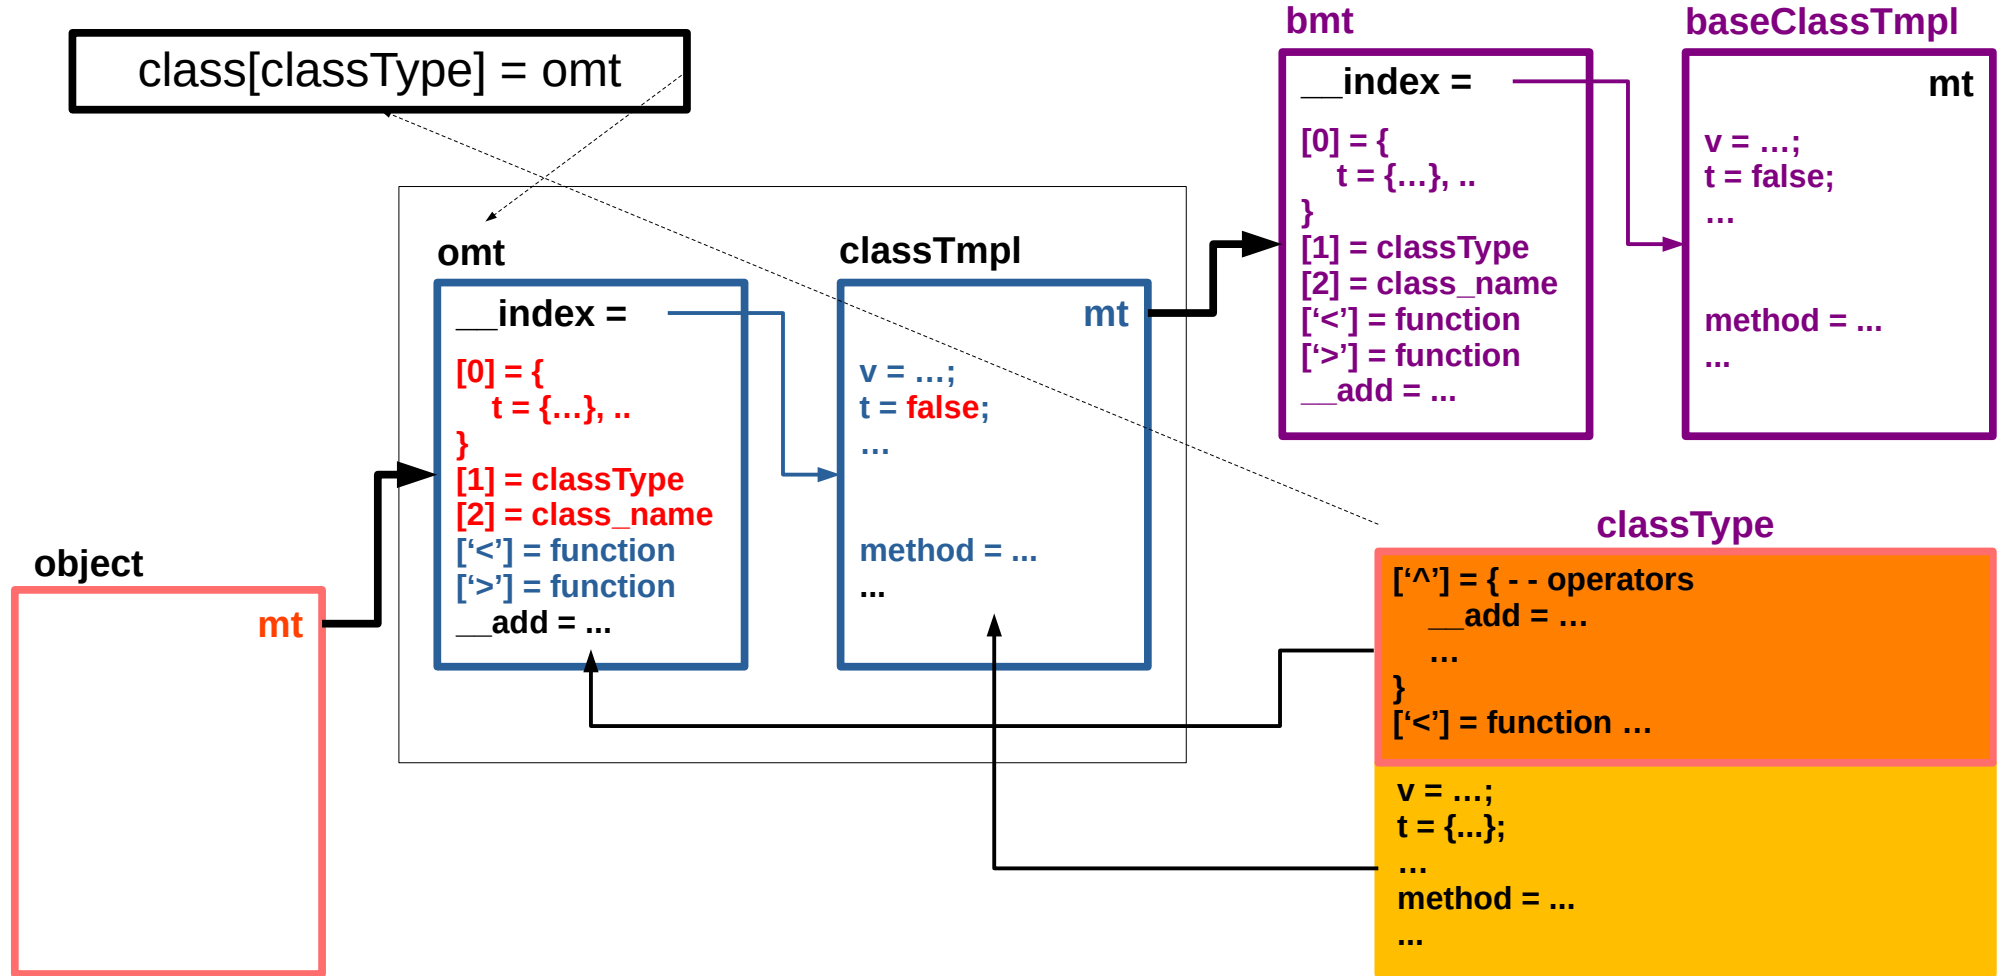 class[classType] = omt
bmt
__index =
[0] = {
t = {…}, ..
}
[1] = classType
[2] = class_name
[‘<’] = function
[‘>’] = function
__add = ...
baseClassTmpl
mt
v = …;
t = false;
…
method = ...
...
omt
__index =
[0] = {
t = {…}, ..
}
[1] = classType
[2] = class_name
[‘<’] = function
[‘>’] = function
__add = ...
classTmpl
mt
v = …;
t = false;
…
method = ...
...
object
mt
classType
[‘^’] = { - - operators
__add = …
…
}
[‘<’] = function …
v = …;
t = {...};
…
method = ...
...